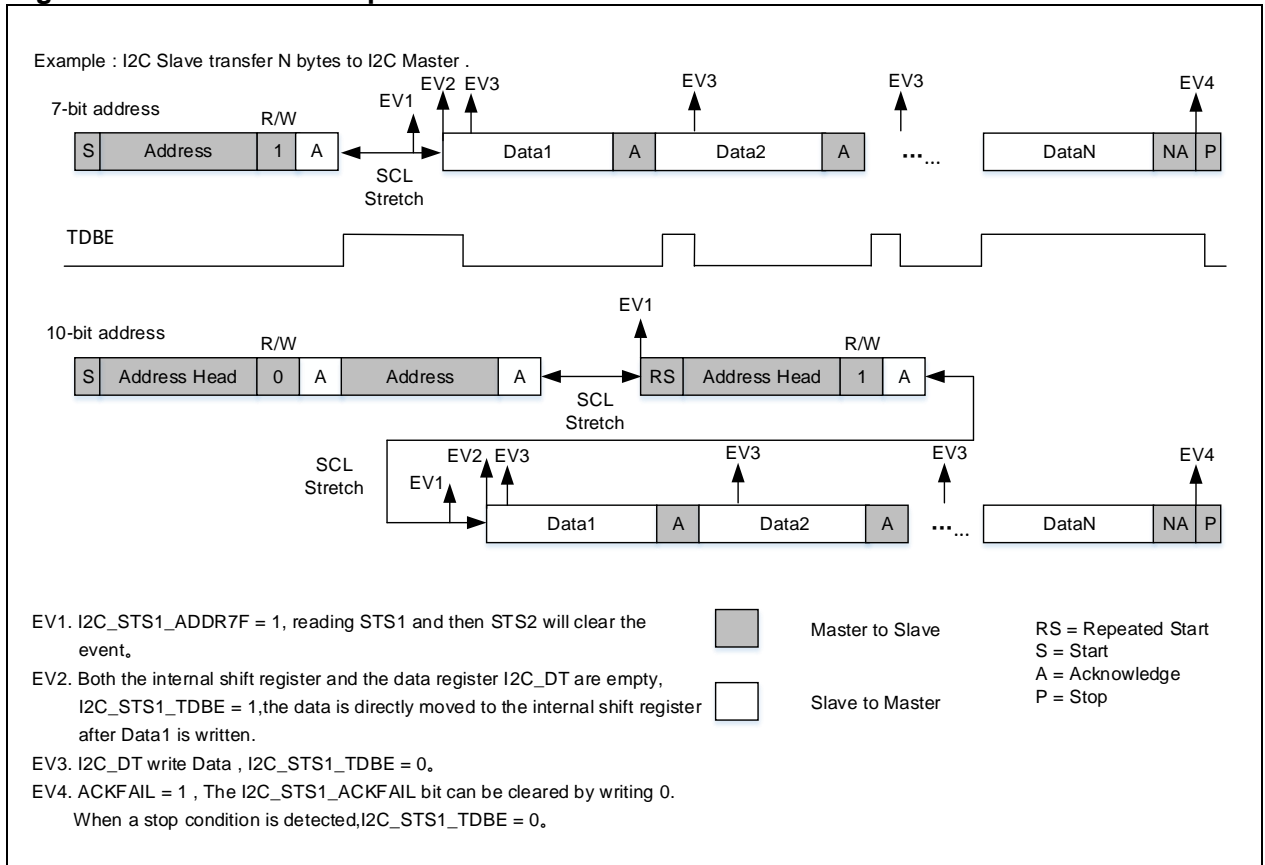 Example : I2C Slave transfer N bytes to I2C Master .
EV2 EV3 EV3 EV3 EV4
7-bit address EV1
R/W
S Address 1 A Data1 A Data2 A ...... DataN NA P
SCL
Stretch
TDBE
EV1
10-bit address
R/W R/W
S Address Head 0 A Address A RS Address Head 1 A
SCL
Stretch
SCL
Stretch
EV2 EV3 EV3 EV3 EV4
EV1
Data1 A Data2 A ...... DataN NA P
EV1. I2C_STS1_ADDR7F = 1, reading STS1 and then STS2 will clear the
event。
EV2. Both the internal shift register and the data register I2C_DT are empty,
I2C_STS1_TDBE = 1,the data is directly moved to the internal shift register
after Data1 is written.
EV3. I2C_DT write Data , I2C_STS1_TDBE = 0。
EV4. ACKFAIL = 1 , The I2C_STS1_ACKFAIL bit can be cleared by writing 0.
When a stop condition is detected,I2C_STS1_TDBE = 0。
Master to Slave
Slave to Master
RS = Repeated Start
S = Start
A = Acknowledge
P = Stop